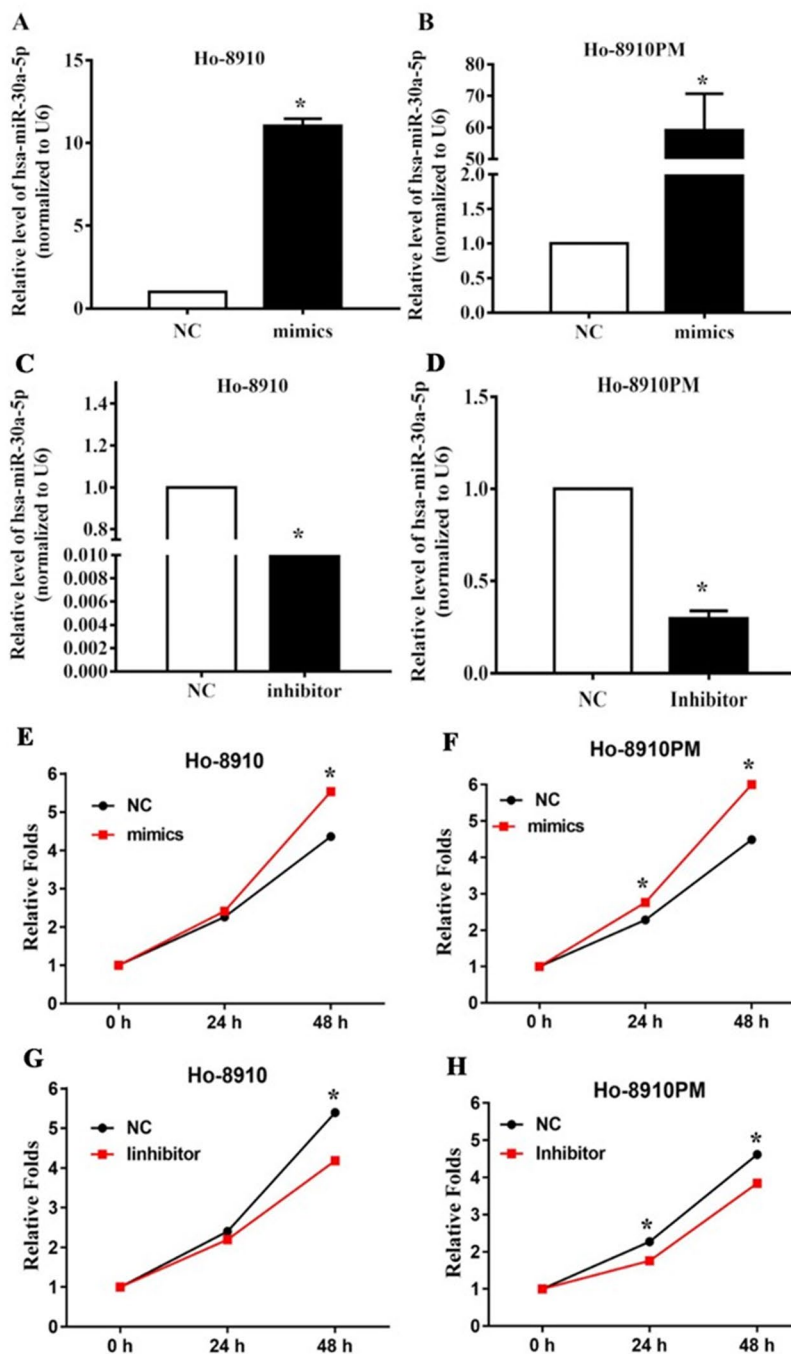 A
Ho-8910
Relative level of hsa-miR-30a-5p
(normalized to U6)
15
10
5
0
*
NC
mimics
B
Ho-8910PM
Relative level of hsa-miR-30a-5p
(normalized to U6)
80
70
60
50
2.0
1.5
1.0
0.5
0.0
*
NC
mimics
C
Ho-8910
Relative level of hsa-miR-30a-5p
(normalized to U6)
1.4
1.2
1.0
0.8
0.010
0.008
0.006
0.004
0.002
0.000
*
NC
inhibitor
D
Ho-8910PM
Relative level of hsa-miR-30a-5p
(normalized to U6)
1.5
1.0
0.5
0.0
*
NC
Inhibitor
E
Ho-8910
Relative Folds
6
5
4
3
2
1
0
NC
mimics
*
0 h
24 h
48 h
F
Ho-8910PM
Relative Folds
6
5
4
3
2
1
0
NC
mimics
*
*
0 h
24 h
48 h
G
Ho-8910
Relative Folds
6
5
4
3
2
1
0
NC
Iinhibitor
*
0 h
24 h
48 h
H
Ho-8910PM
Relative Folds
6
5
4
3
2
1
0
NC
Inhibitor
*
*
0 h
24 h
48 h